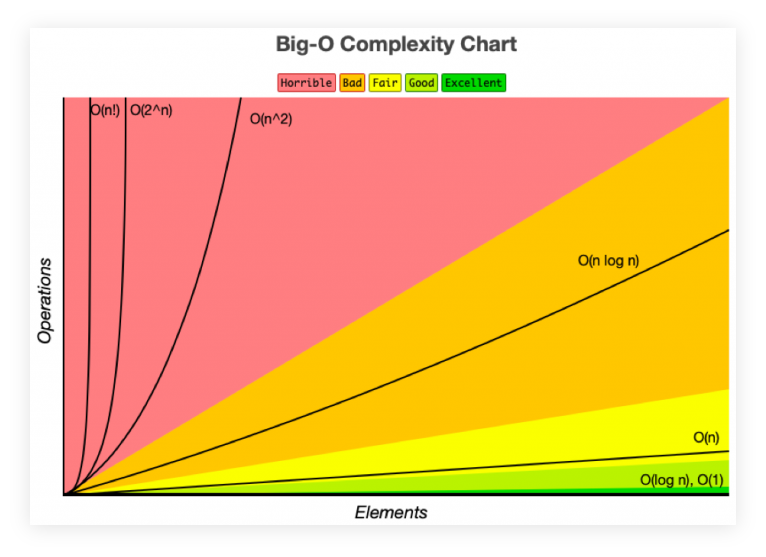 Big-O Complexity Chart
Horrible Bad Fair Good Excellent
O(n!) O(2^n) O(n^2)
O(n log n)
Operations
O(n)
O(log n), O(1)
Elements